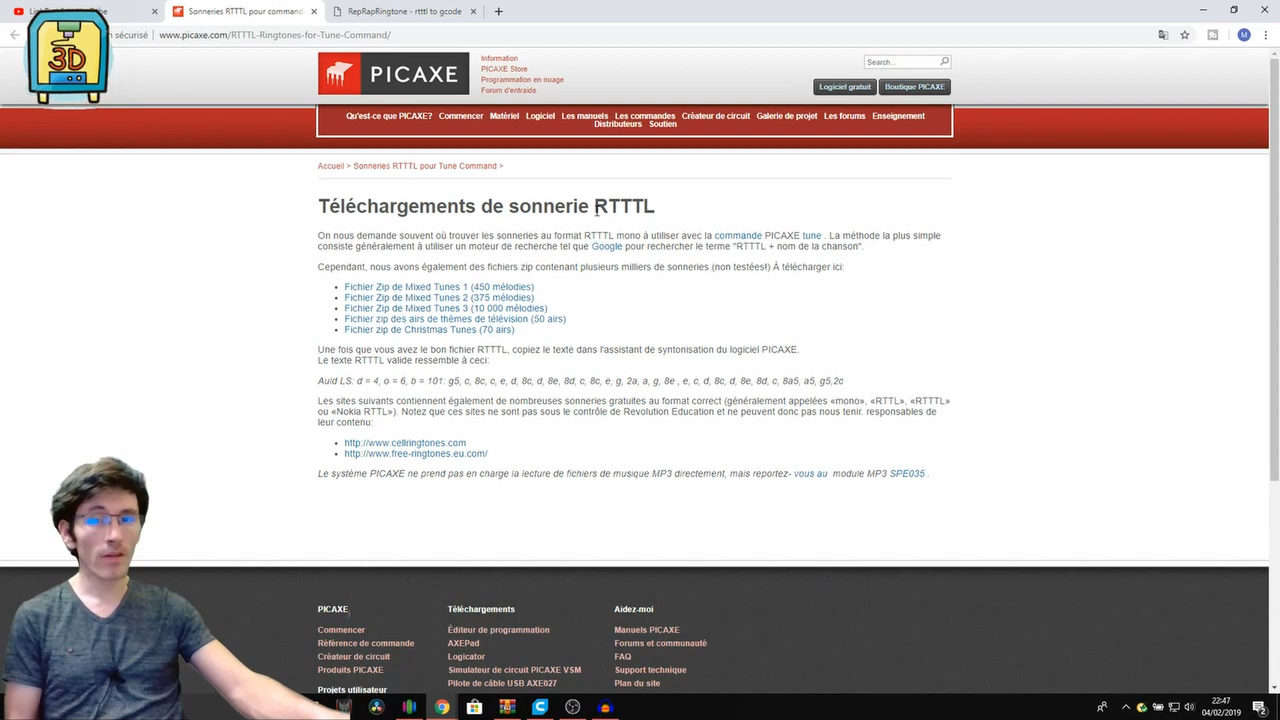 Sonneries RTTTL pour command
RepRapRingtone - rtttl to gcode
n sécurisé
www.picaxe.com/RTTTL-Ringtones-for-Tune-Command/
M
3D
PICAXE
Information
PICAXE Store
Programmation en nuage
Forum d'entraide
Search...
Logiciel gratuit
Boutique PICAXE
Qu'est-ce que PICAXE? Commencer Matériel Logiciel Les manuels Les commandes Créateur de circuit Galerie de projet Les forums Enseignement
Distributeurs Soutien
Accueil > Sonneries RTTTL pour Tune Command >
Téléchargements de sonnerie RTTTL
On nous demande souvent où trouver les sonneries au format RTTTL mono à utiliser avec la commande PICAXE tune . La méthode la plus simple
consiste généralement à utiliser un moteur de recherche tel que Google pour rechercher le terme "RTTTL + nom de la chanson".
Cependant, nous avons également des fichiers zip contenant plusieurs milliers de sonneries (non testées!) À télécharger ici:
• Fichier Zip de Mixed Tunes 1 (450 mélodies)
• Fichier Zip de Mixed Tunes 2 (375 mélodies)
• Fichier Zip de Mixed Tunes 3 (10 000 mélodies)
• Fichier zip des airs de thèmes de télévision (50 airs)
• Fichier zip de Christmas Tunes (70 airs)
Une fois que vous avez le bon fichier RTTTL, copiez le texte dans l'assistant de syntonisation du logiciel PICAXE.
Le texte RTTTL valide ressemble à ceci:
Auld LS: d = 4, o = 6, b = 101: g5, c, 8c, c, e, d, 8c, d, 8e, 8d, c, 8c, e, g, 2a, a, g, 8e , e, c, d, 8c, d, 8e, 8d, c, 8a5, a5, g5,2c
Les sites suivants contiennent également de nombreuses sonneries gratuites au format correct (généralement appelées «mono», «RTTL», «RTTTL»
ou «Nokia RTTL»). Notez que ces sites ne sont pas sous le contrôle de Revolution Education et ne peuvent donc pas nous tenir. responsables de
leur contenu:
• http://www.cellringtones.com
• http://www.free-ringtones.eu.com/
Le système PICAXE ne prend pas en charge la lecture de fichiers de musique MP3 directement, mais reportez- vous au module MP3 SPE035 .
PICAXE
Commencer
Référence de commande
Créateur de circuit
Produits PICAXE
Projets utilisateur
Téléchargements
Éditeur de programmation
AXEPad
Logicator
Simulateur de circuit PICAXE VSM
Pilote de câble USB AXE027
Aidez-moi
Manuels PICAXE
Forums et communauté
FAQ
Support technique
Plan du site
22:47
04/02/2019
2